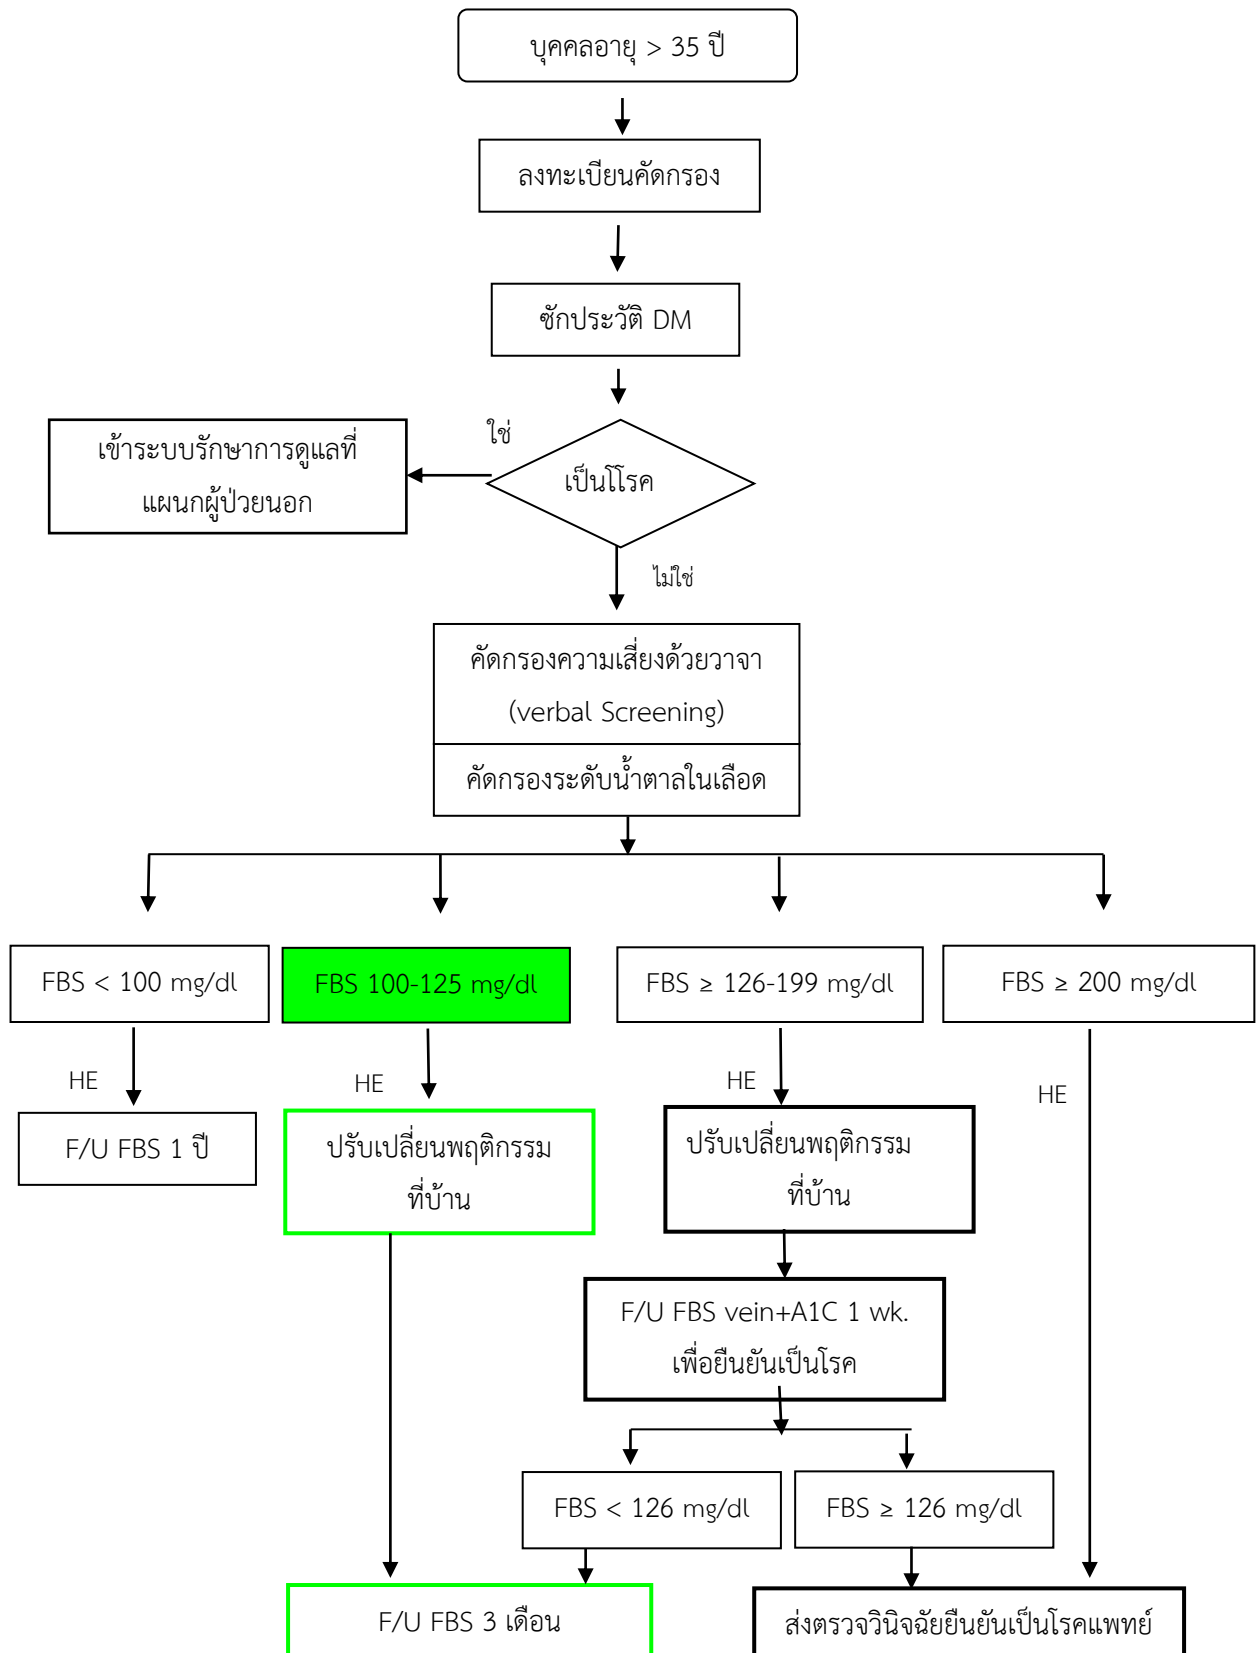 บุคคลอายุ > 35 ปี
ลงทะเบียนคัดกรอง
ซักประวัติ DM
ใช่
เข้าระบบรักษาการดูแลที่
แผนกผู้ป่วยนอก
เป็นโโรค
ไม่ใช่
คัดกรองความเสี่ยงด้วยวาจา
(verbal Screening)
คัดกรองระดับน้ำตาลในเลือด
FBS < 100 mg/dl
FBS 100-125 mg/dl
FBS ≥ 126-199 mg/dl
FBS ≥ 200 mg/dl
HE
HE
HE
HE
F/U FBS 1 ปี
ปรับเปลี่ยนพฤติกรรม
ที่บ้าน
ปรับเปลี่ยนพฤติกรรม
ที่บ้าน
F/U FBS vein+A1C 1 wk.
เพื่อยืนยันเป็นโรค
FBS < 126 mg/dl
FBS ≥ 126 mg/dl
F/U FBS 3 เดือน
ส่งตรวจวินิจฉัยยืนยันเป็นโรคแพทย์